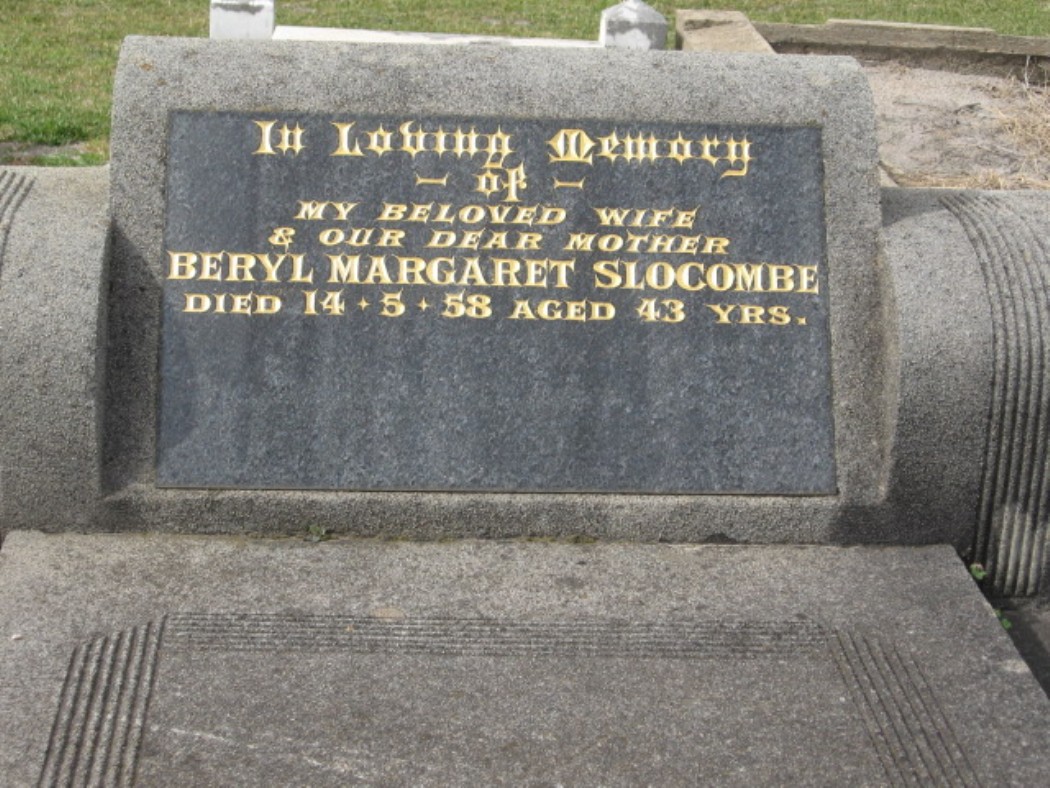 In Loving Memory
- of -
MY BELOVED WIFE
& OUR DEAR MOTHER
BERYL MARGARET SLOCOMBE
DIED 14 · 5 · 58 AGED 43 YRS.